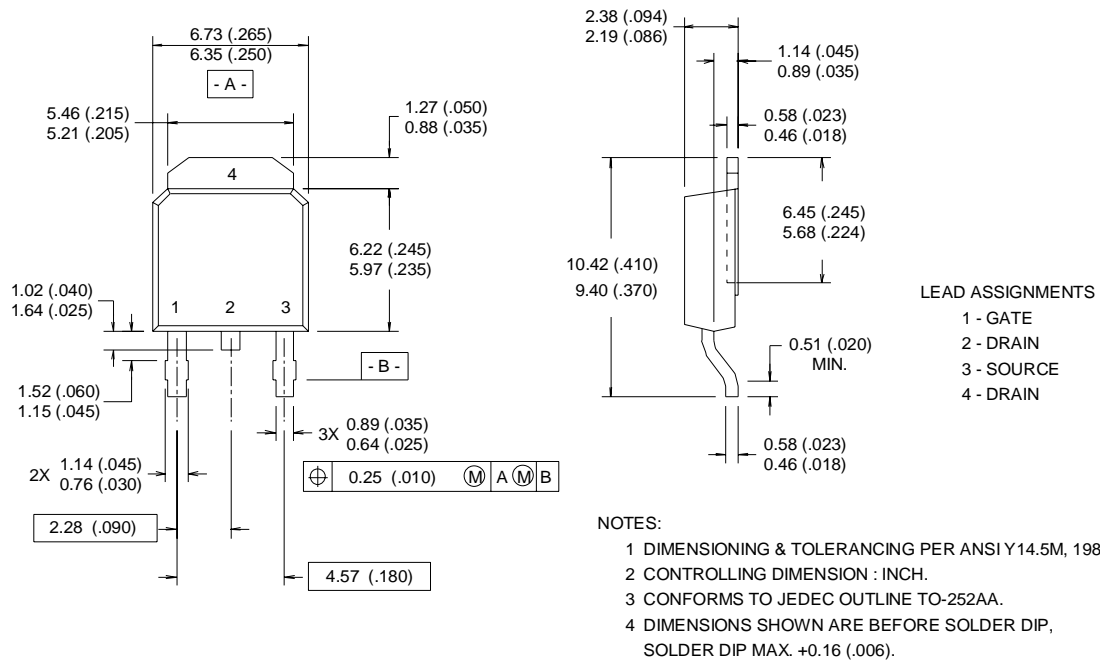 6.73 (.265)
6.35 (.250)
- A -
5.46 (.215)
5.21 (.205)
1.27 (.050)
0.88 (.035)
4
6.22 (.245)
5.97 (.235)
1.02 (.040)
1.64 (.025)
1
2
3
- B -
1.52 (.060)
1.15 (.045)
3X 0.89 (.035)
0.64 (.025)
2X 1.14 (.045)
0.76 (.030)
⌖ 0.25 (.010) Ⓜ A Ⓜ B
2.28 (.090)
4.57 (.180)
2.38 (.094)
2.19 (.086)
1.14 (.045)
0.89 (.035)
0.58 (.023)
0.46 (.018)
6.45 (.245)
5.68 (.224)
10.42 (.410)
9.40 (.370)
0.51 (.020)
MIN.
0.58 (.023)
0.46 (.018)
LEAD ASSIGNMENTS
1 - GATE
2 - DRAIN
3 - SOURCE
4 - DRAIN
NOTES:
1 DIMENSIONING & TOLERANCING PER ANSI Y14.5M, 198
2 CONTROLLING DIMENSION : INCH.
3 CONFORMS TO JEDEC OUTLINE TO-252AA.
4 DIMENSIONS SHOWN ARE BEFORE SOLDER DIP,
SOLDER DIP MAX. +0.16 (.006).